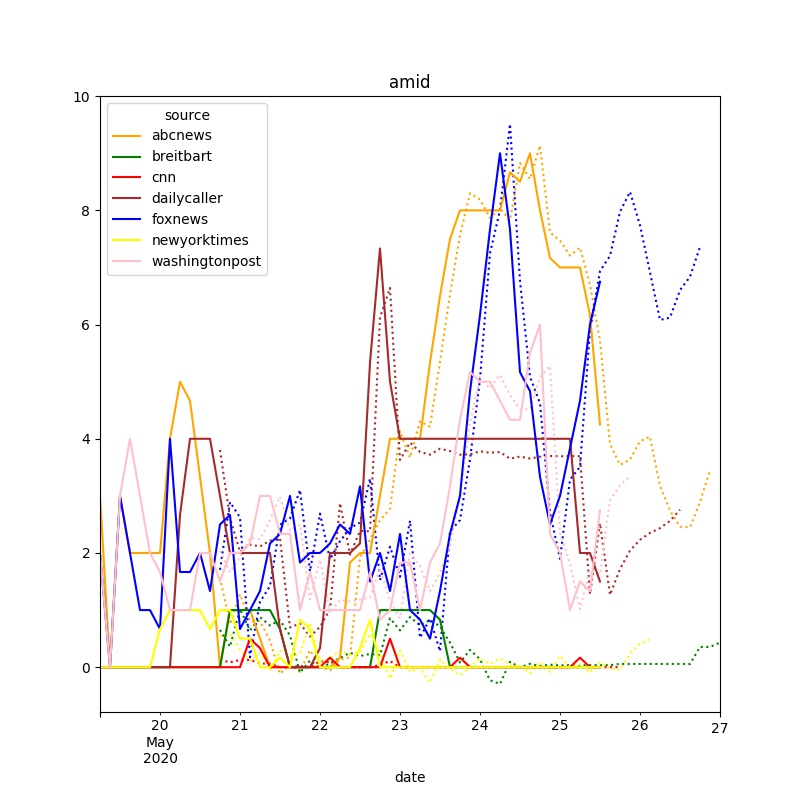 amid
10
8
6
4
2
0
source
abcnews
breitbart
cnn
dailycaller
foxnews
newyorktimes
washingtonpost
20 21 22 23 24 25 26 27
May
2020
date